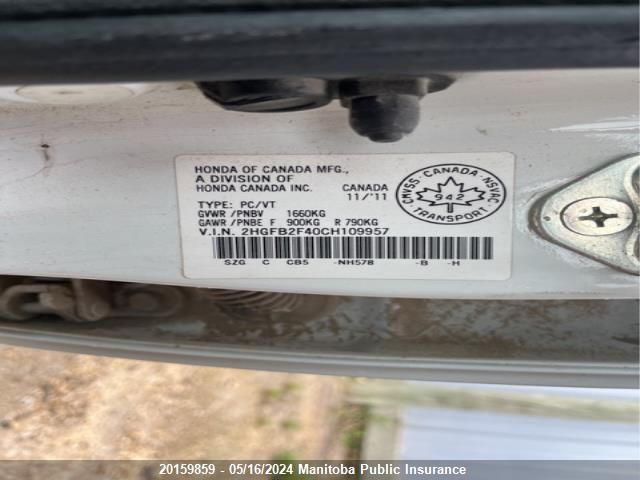 HONDA OF CANADA MFG.,
A DIVISION OF
HONDA CANADA INC. CANADA
11/'11
TYPE: PC/VT
GVWR /PNBV 1660KG
GAWR /PNBE F 900KG R 790KG
V.I.N. 2HGFB2F40CH109957
SZG C CB5 -NH578 -B -H
CMVSS-CANADA-NSVAC
942
TRANSPORT
20159859 - 05/16/2024 Manitoba Public Insurance